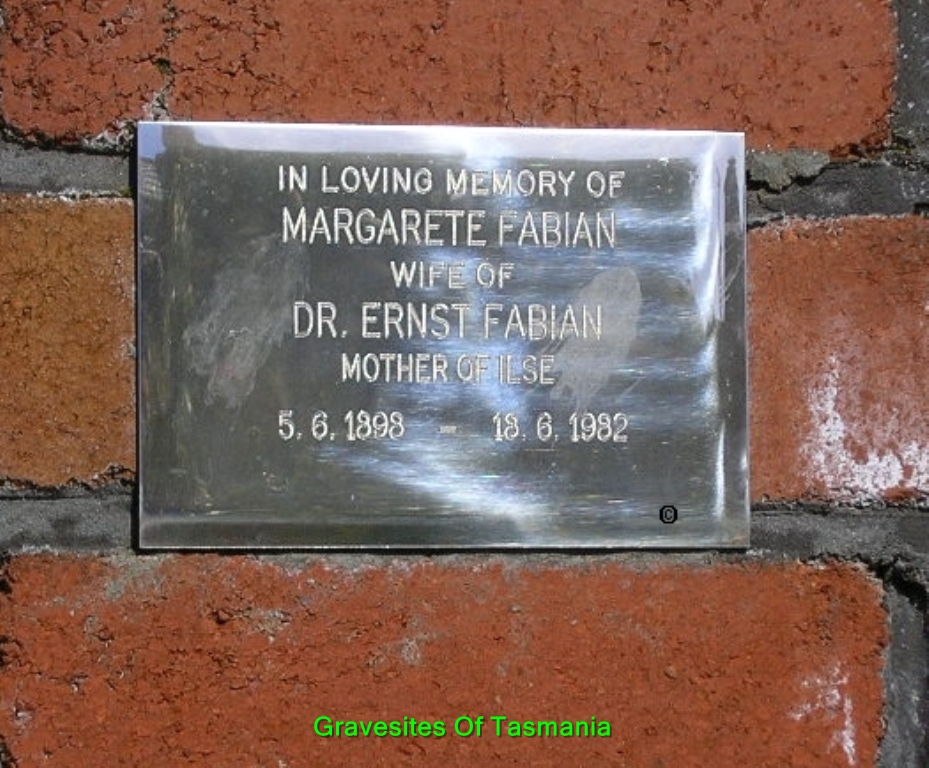 IN LOVING MEMORY OF
MARGARETE FABIAN
WIFE OF
DR. ERNST FABIAN
MOTHER OF ILSE
5. 6. 1898 - 18. 6. 1982
©
Gravesites Of Tasmania